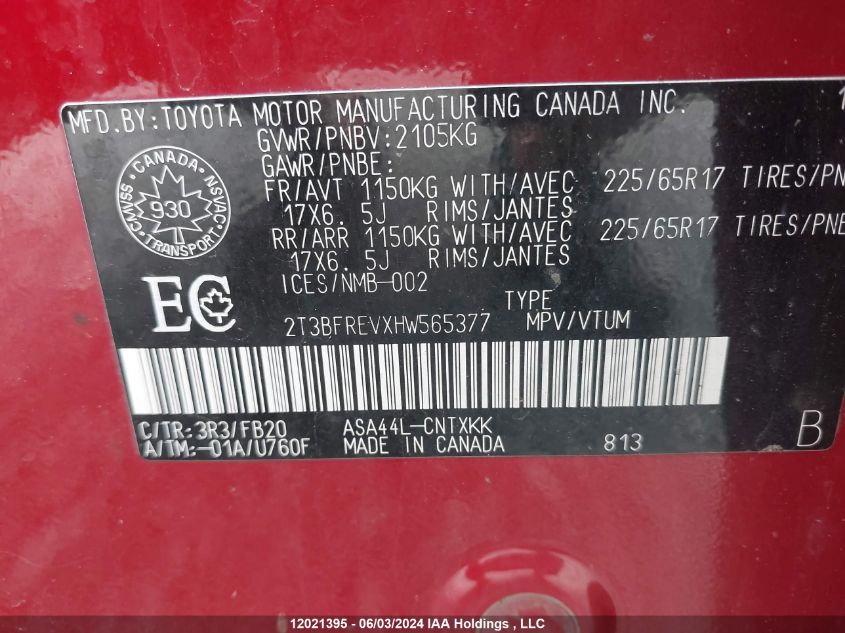 MFD.BY:TOYOTA MOTOR MANUFACTURING CANADA INC. 1
GVWR/PNBV:2105KG
GAWR/PNBE:
FR/AVT 1150KG WITH/AVEC 225/65R17 TIRES/PN
17X6. 5J RIMS/JANTES
RR/ARR 1150KG WITH/AVEC 225/65R17 TIRES/PNE
17X6. 5J RIMS/JANTES
ICES/NMB-002
CANADA
CMVSS 930 NSVAC
TRANSPORT
EC
TYPE
2T3BFREVXHW565377 MPV/VTUM
C/TR:3R3/FB20 ASA44L-CNTXKK
A/TM:-01A/U760F MADE IN CANADA 813 B
12021395 - 06/03/2024 IAA Holdings , LLC